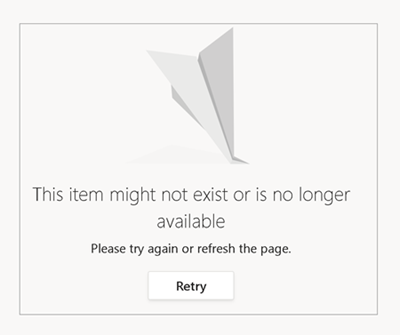 This item might not exist or is no longer
available
Please try again or refresh the page.
Retry